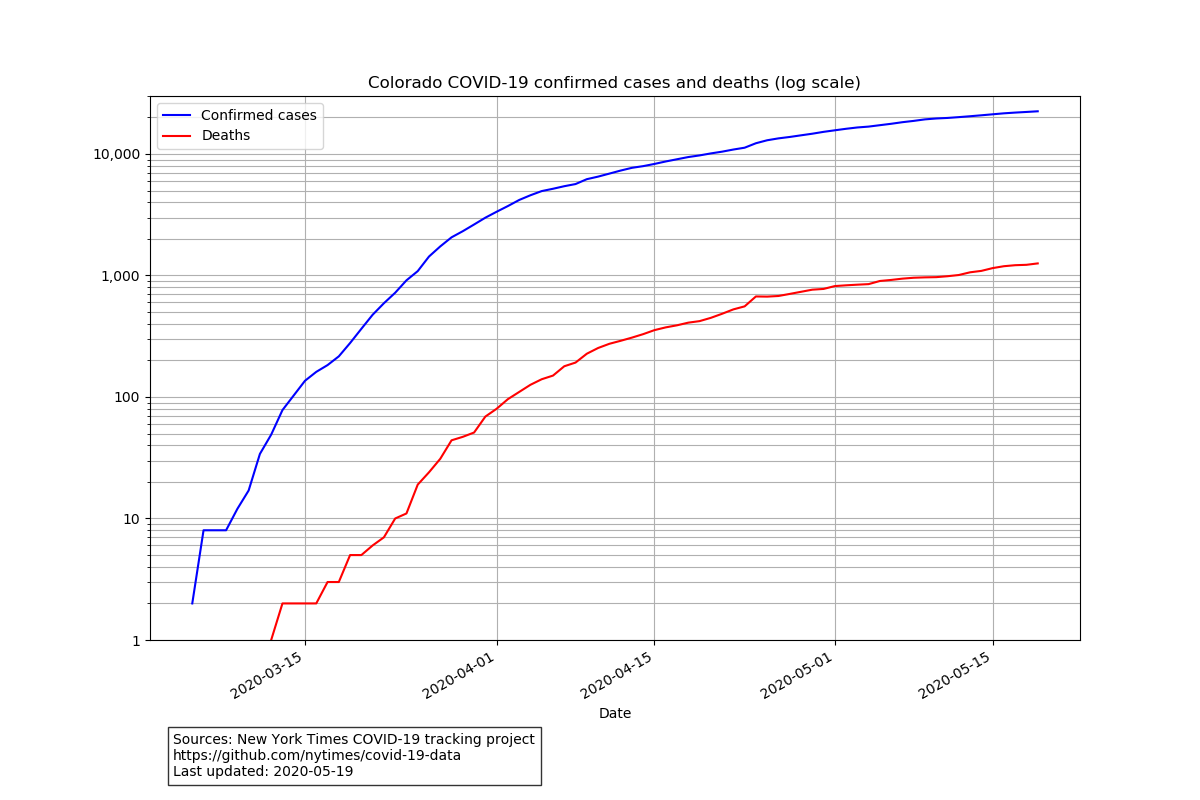 Colorado COVID-19 confirmed cases and deaths (log scale)
Confirmed cases
Deaths
10,000
1,000
100
10
1
2020-03-15
2020-04-01
2020-04-15
2020-05-01
2020-05-15
Date
Sources: New York Times COVID-19 tracking project
https://github.com/nytimes/covid-19-data
Last updated: 2020-05-19